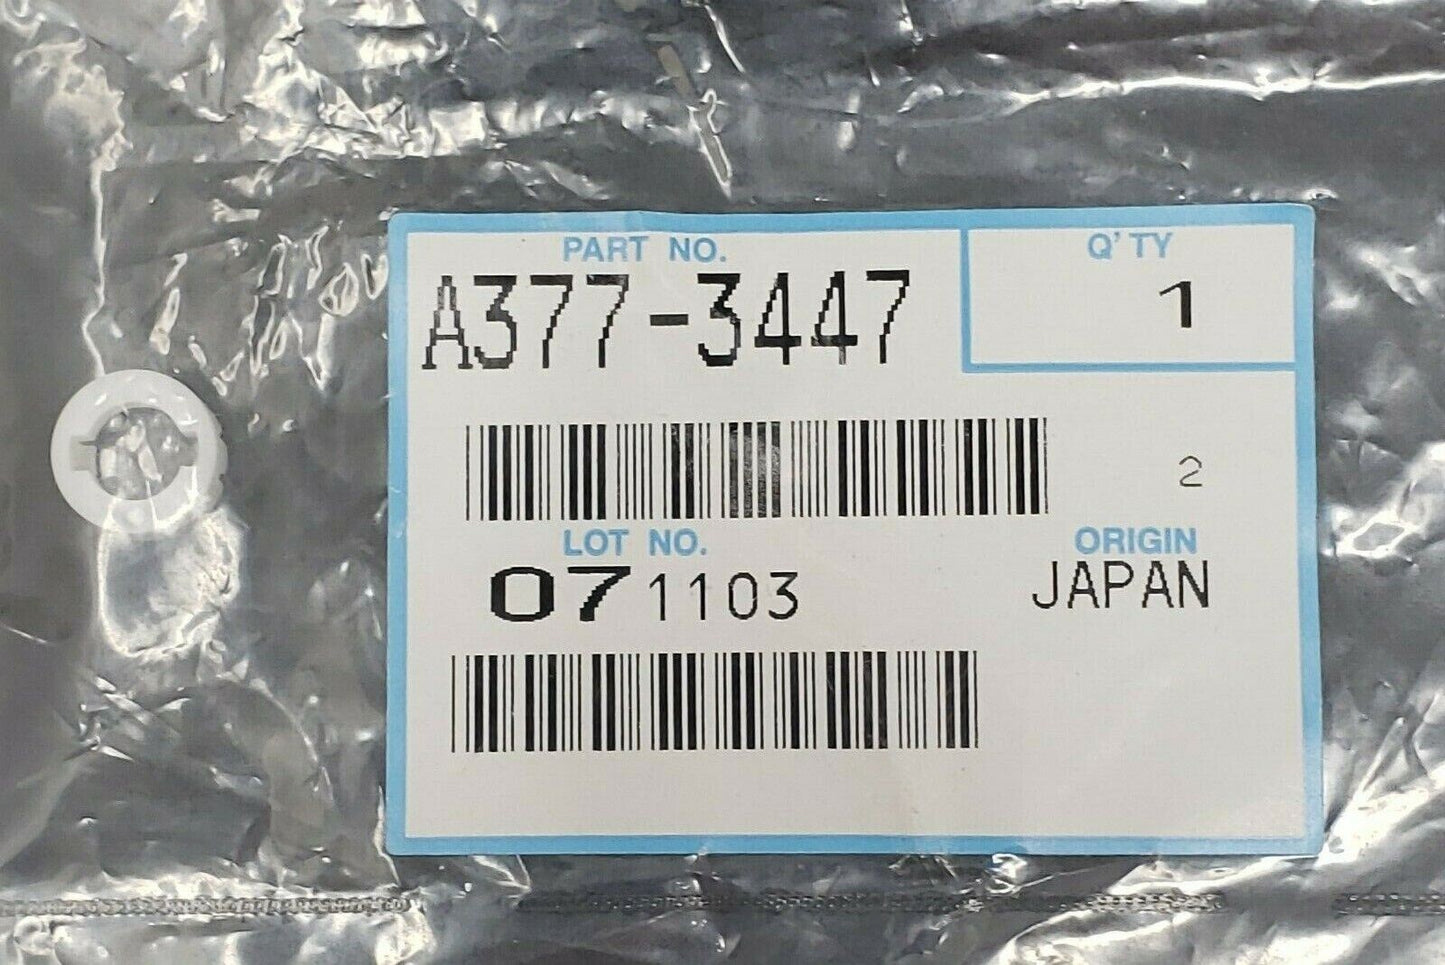 PART NO.
Q'TY
A377-3447
1
2
LOT NO.
ORIGIN
071103
JAPAN